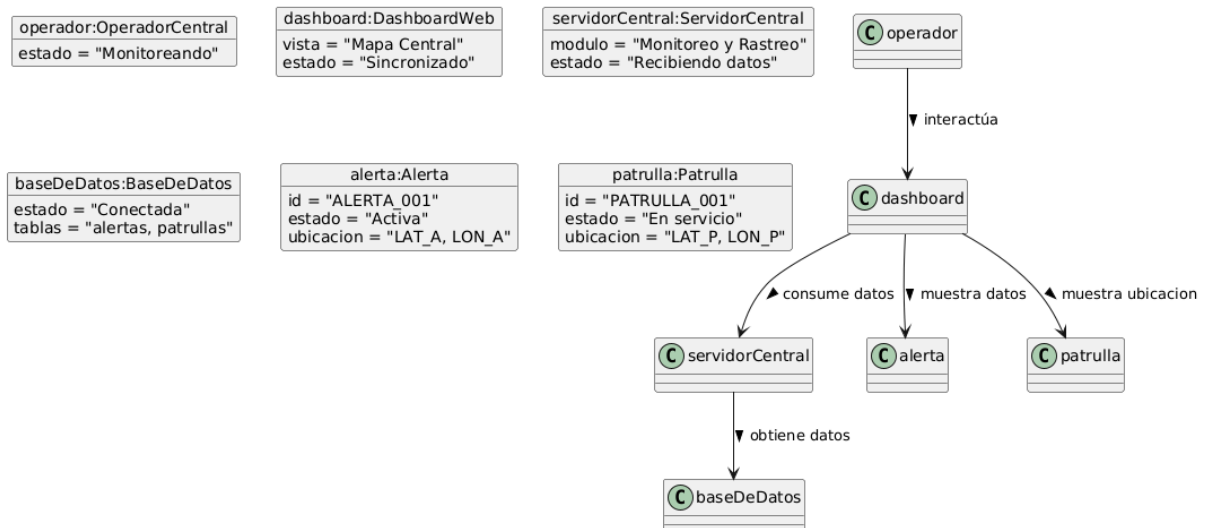 operador:OperadorCentral
estado = "Monitoreando"
dashboard:DashboardWeb
vista = "Mapa Central"
estado = "Sincronizado"
servidorCentral:ServidorCentral
modulo = "Monitoreo y Rastreo"
estado = "Recibiendo datos"
C operador
interactúa
baseDeDatos:BaseDeDatos
estado = "Conectada"
tablas = "alertas, patrullas"
alerta:Alerta
id = "ALERTA_001"
estado = "Activa"
ubicacion = "LAT_A, LON_A"
patrulla:Patrulla
id = "PATRULLA_001"
estado = "En servicio"
ubicacion = "LAT_P, LON_P"
C dashboard
consume datos
muestra datos
muestra ubicacion
C servidorCentral
C alerta
C patrulla
obtiene datos
C baseDeDatos